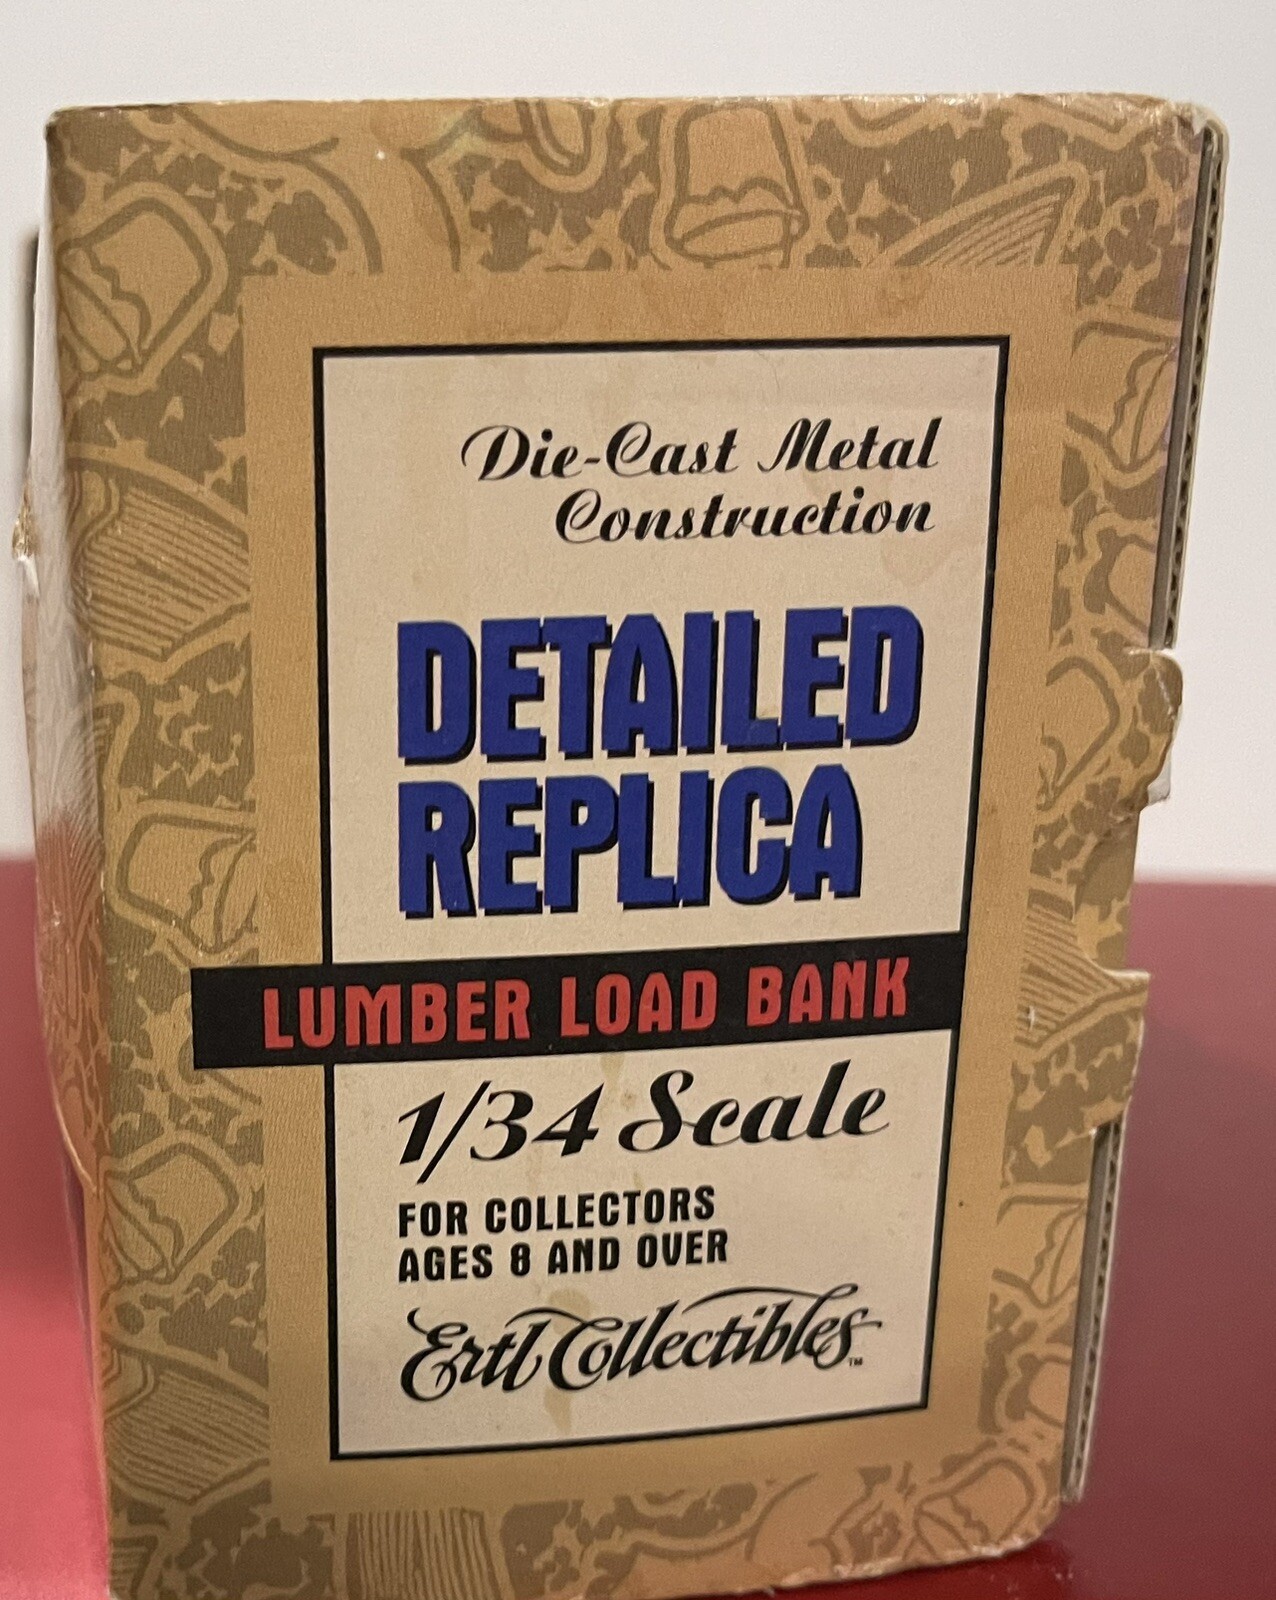 Die-Cast Metal
Construction
DETAILED
REPLICA
LUMBER LOAD BANK
1/34 Scale
FOR COLLECTORS
AGES 8 AND OVER
Ertl Collectibles™